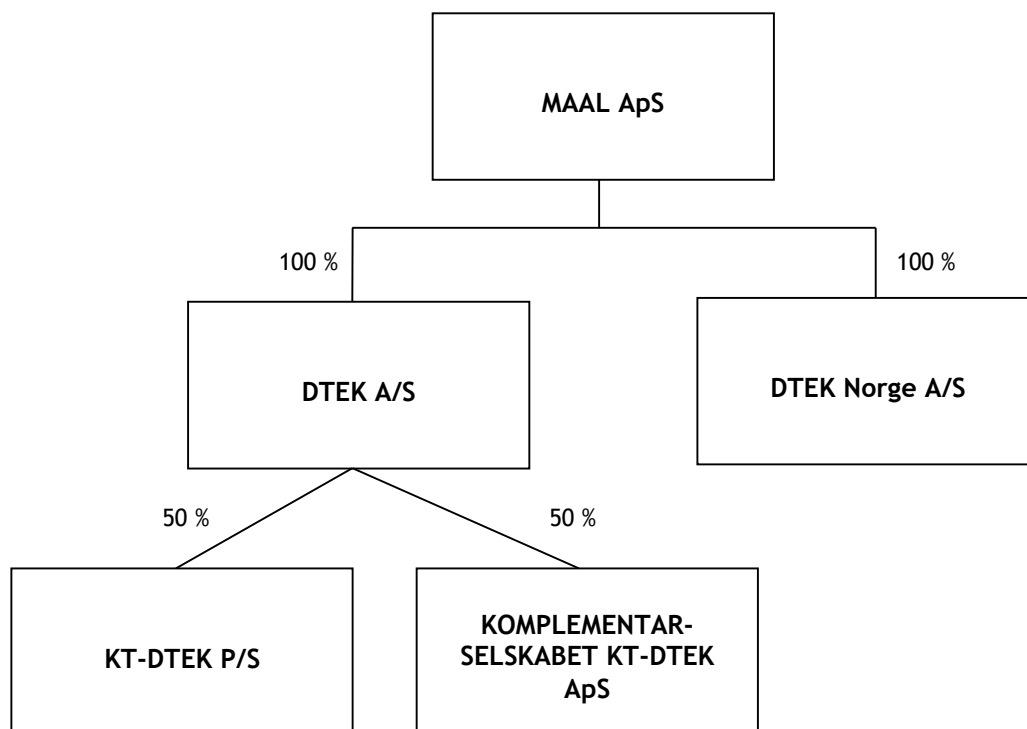 MAAL ApS
100 %
100 %
DTEK A/S
DTEK Norge A/S
50 %
50 %
KT-DTEK P/S
KOMPLEMENTAR-
SELSKABET KT-DTEK
ApS